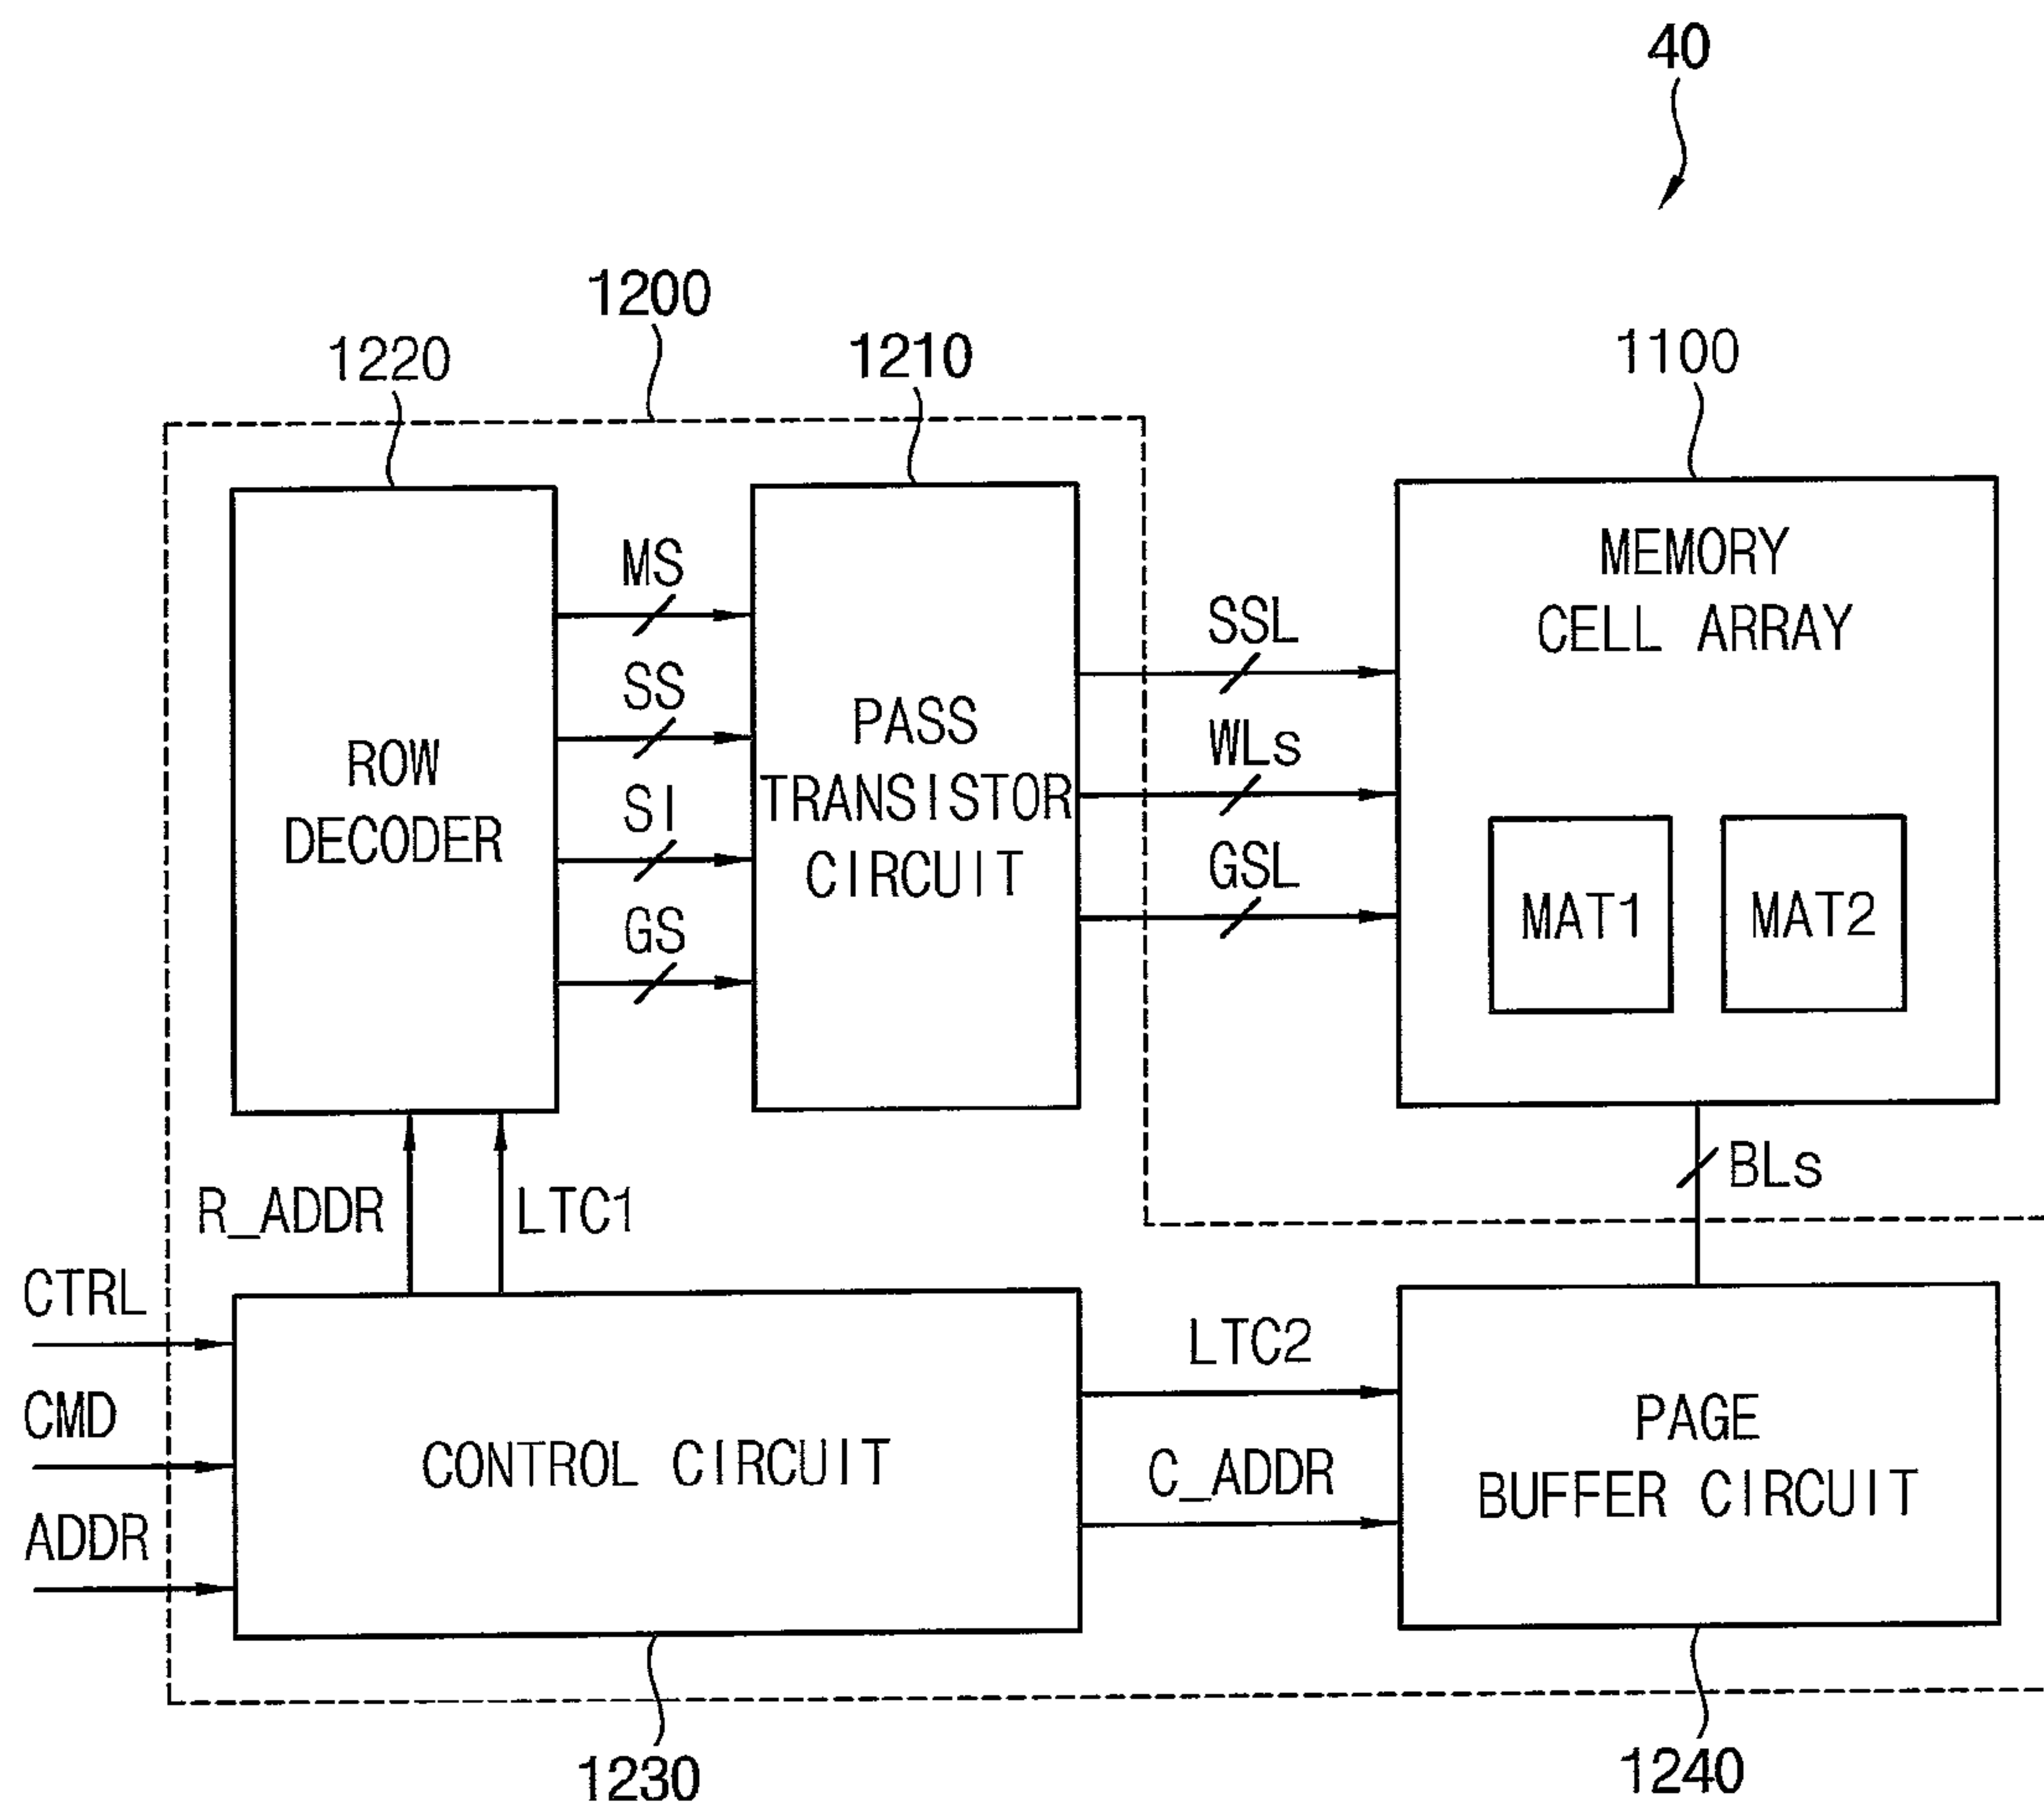 40
1200
1220
1210
1100
MS
SS
SI
GS
ROW
DECODER
PASS
TRANSISTOR
CIRCUIT
SSL
WLs
GSL
MEMORY
CELL ARRAY
MAT1
MAT2
R_ADDR
LTC1
BLs
CTRL
CMD
ADDR
CONTROL CIRCUIT
LTC2
C_ADDR
PAGE
BUFFER CIRCUIT
1230
1240